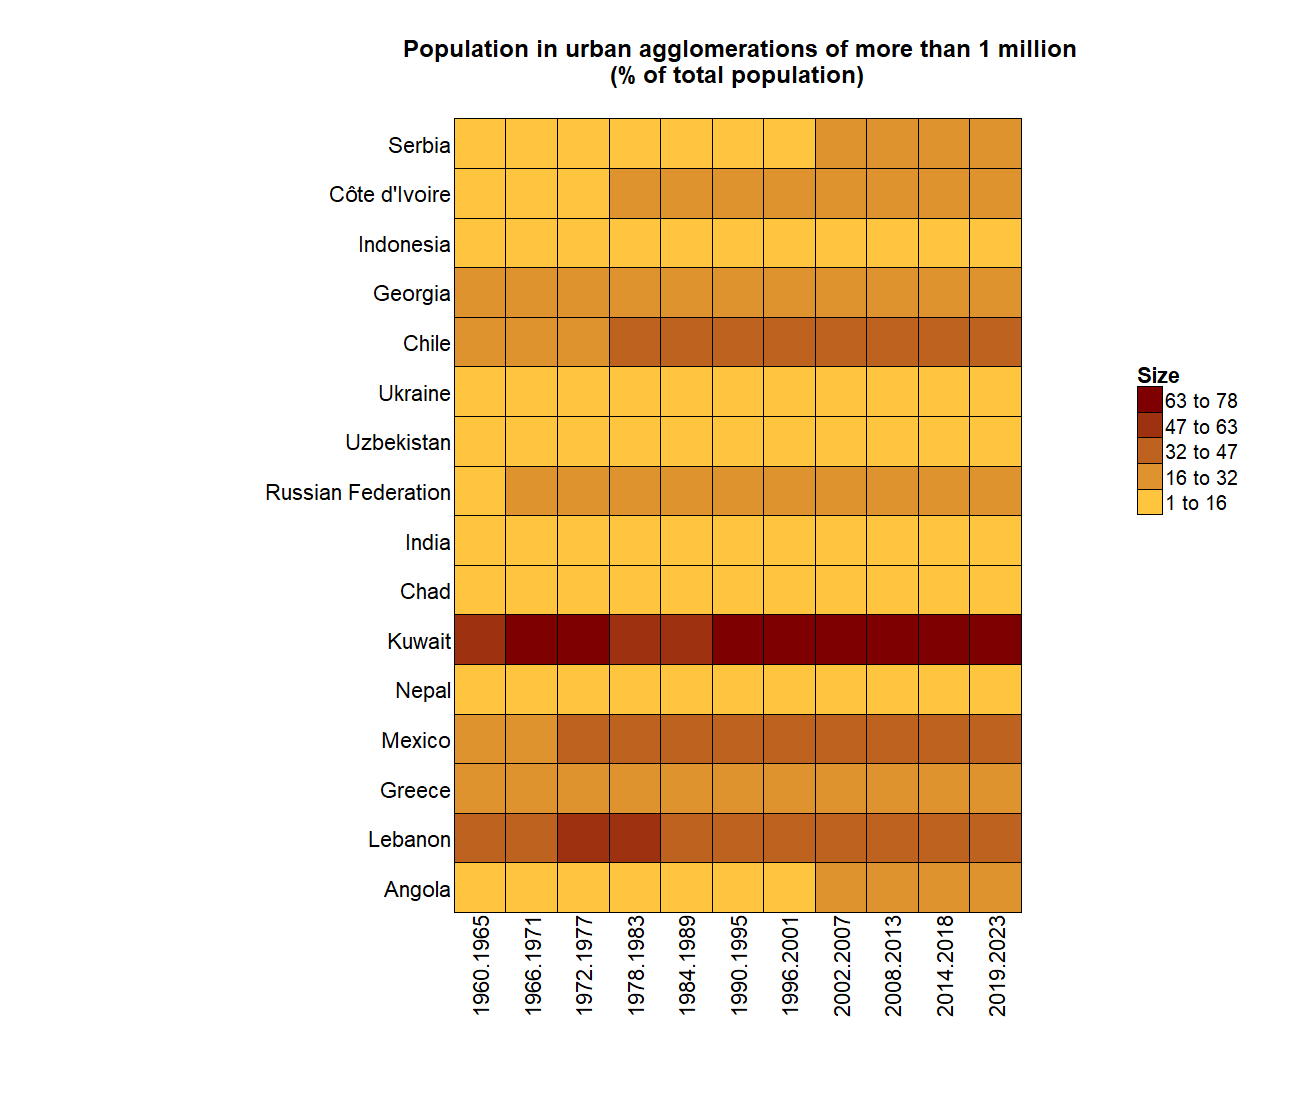 Population in urban agglomerations of more than 1 million
(% of total population)
Serbia
Côte d'Ivoire
Indonesia
Georgia
Chile
Ukraine
Uzbekistan
Russian Federation
India
Chad
Kuwait
Nepal
Mexico
Greece
Lebanon
Angola
1960.1965
1966.1971
1972.1977
1978.1983
1984.1989
1990.1995
1996.2001
2002.2007
2008.2013
2014.2018
2019.2023
Size
63 to 78
47 to 63
32 to 47
16 to 32
1 to 16